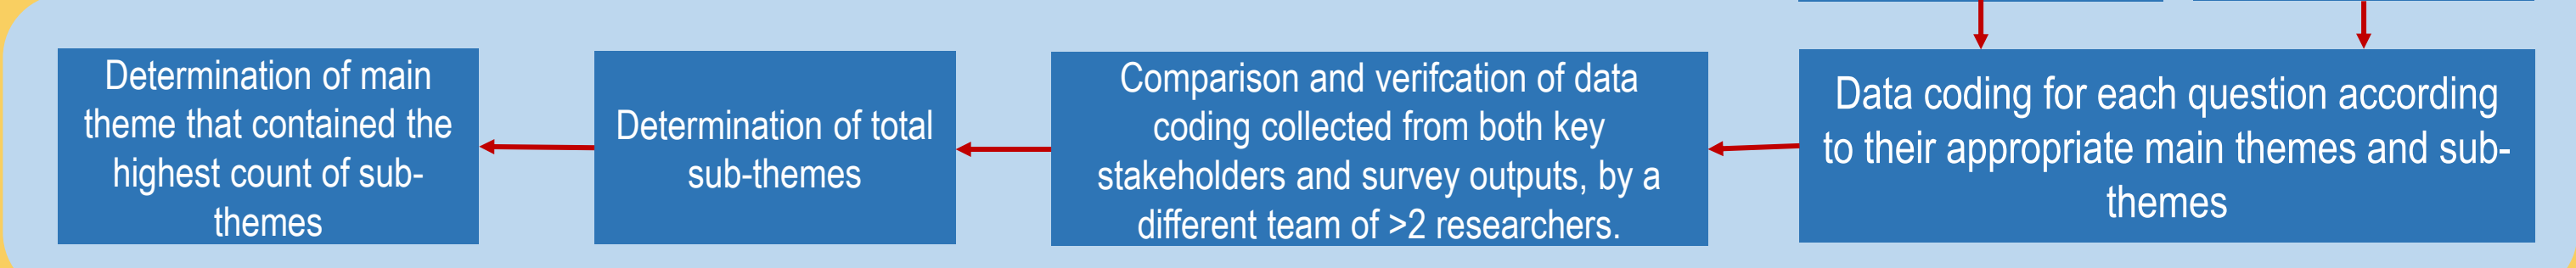 Determination of main
theme that contained the
highest count of sub-
themes
Determination of total
sub-themes
Comparison and verifcation of data
coding collected from both key
stakeholders and survey outputs, by a
different team of >2 researchers.
Data coding for each question according
to their appropriate main themes and sub-
themes